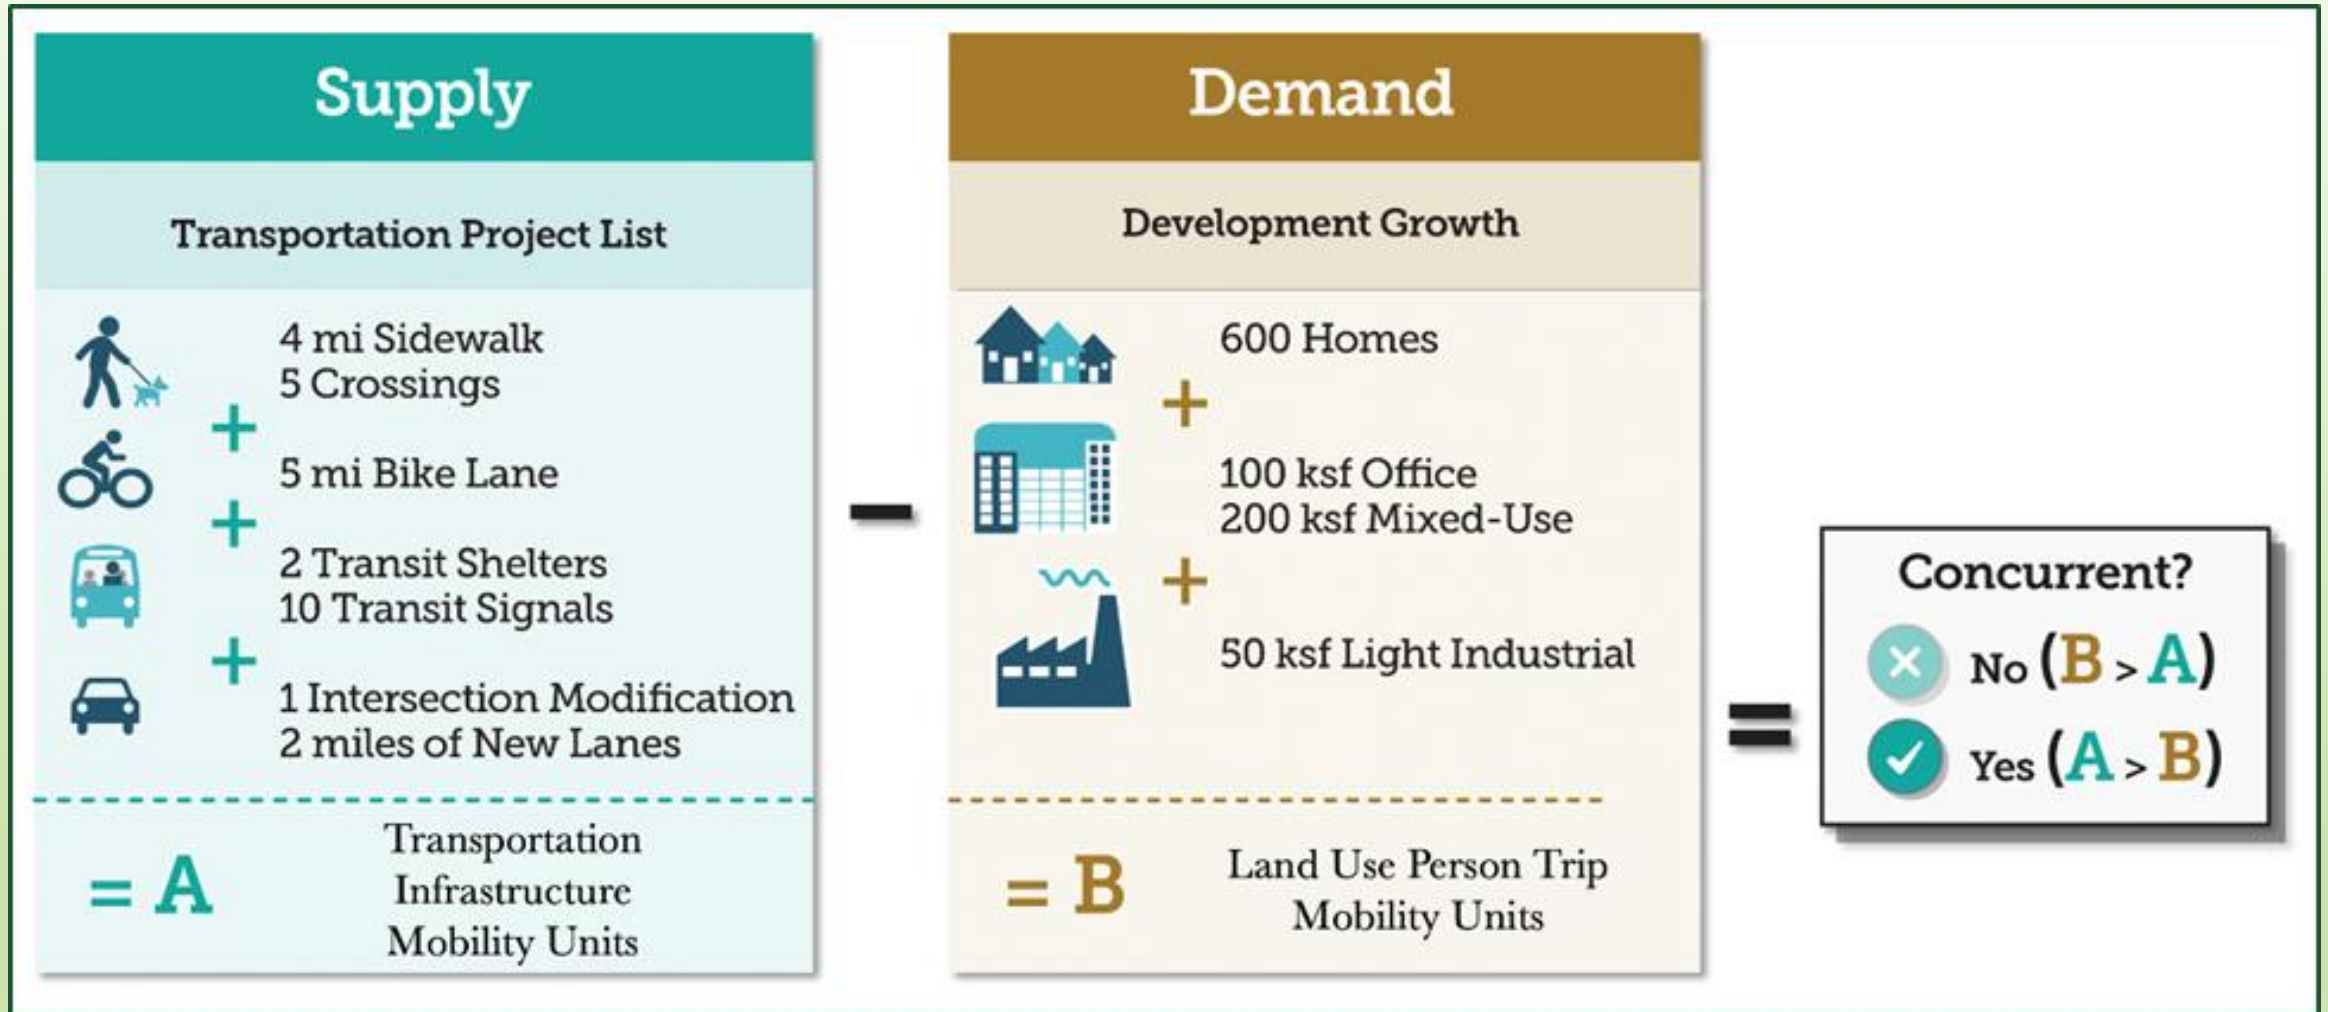 Supply
Transportation Project List
4 mi Sidewalk
5 Crossings
+
5 mi Bike Lane
+
2 Transit Shelters
10 Transit Signals
+
1 Intersection Modification
2 miles of New Lanes
= A
Transportation
Infrastructure
Mobility Units
-
Demand
Development Growth
600 Homes
+
100 ksf Office
200 ksf Mixed-Use
+
50 ksf Light Industrial
= B
Land Use Person Trip
Mobility Units
=
Concurrent?
No (B > A)
Yes (A > B)